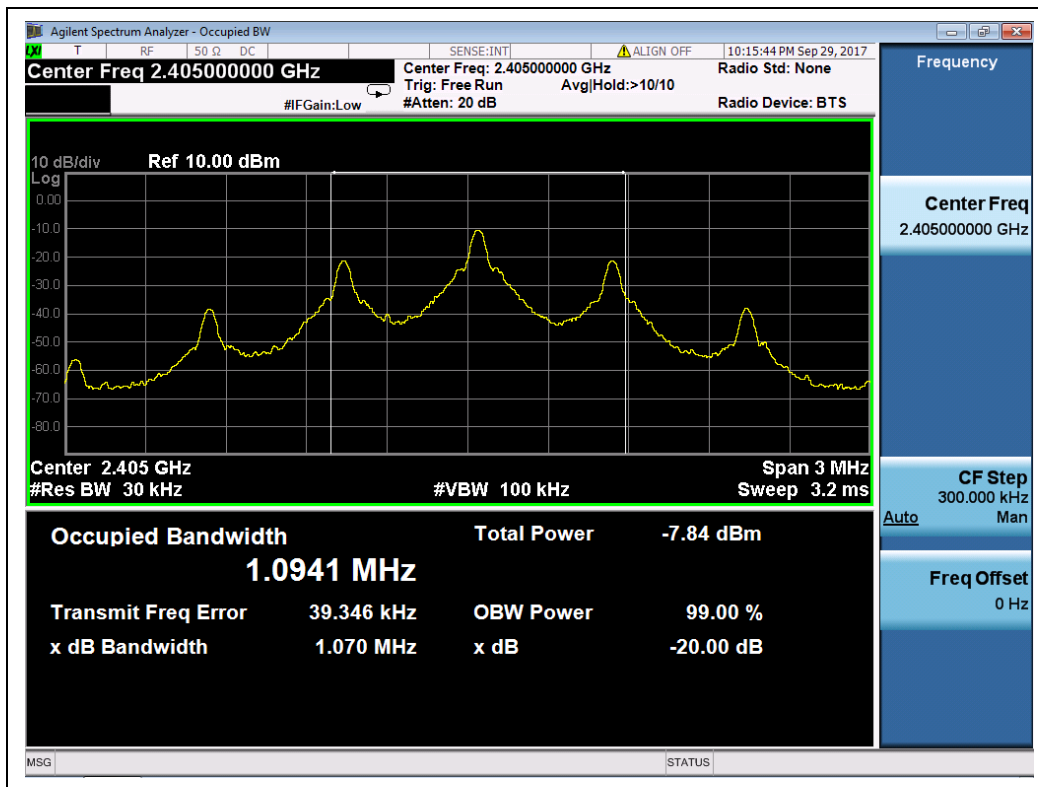 Agilent Spectrum Analyzer - Occupied BW
LXI T RF 50 Ω DC SENSE:INT ALIGN OFF 10:15:44 PM Sep 29, 2017
Center Freq 2.405000000 GHz Center Freq: 2.405000000 GHz Radio Std: None
Trig: Free Run Avg|Hold:>10/10
#IFGain:Low #Atten: 20 dB Radio Device: BTS
10 dB/div Ref 10.00 dBm
Log
0.00
-10.0
-20.0
-30.0
-40.0
-50.0
-60.0
-70.0
-80.0
Center 2.405 GHz Span 3 MHz
#Res BW 30 kHz #VBW 100 kHz Sweep 3.2 ms
Occupied Bandwidth Total Power -7.84 dBm
1.0941 MHz
Transmit Freq Error 39.346 kHz OBW Power 99.00 %
x dB Bandwidth 1.070 MHz x dB -20.00 dB
MSG STATUS
Frequency
Center Freq
2.405000000 GHz
CF Step
300.000 kHz
Auto Man
Freq Offset
0 Hz